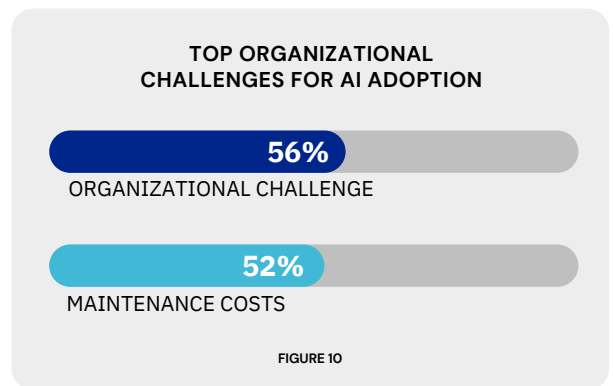 TOP ORGANIZATIONAL
CHALLENGES FOR AI ADOPTION
56%
ORGANIZATIONAL CHALLENGE
52%
MAINTENANCE COSTS
FIGURE 10